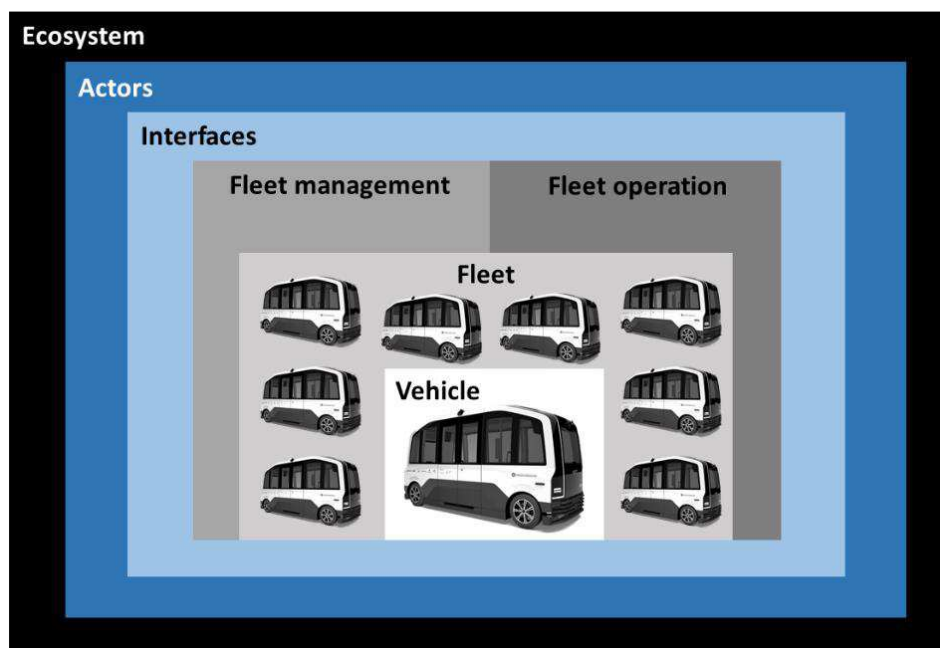 Ecosystem
Actors
Interfaces
Fleet management
Fleet operation
Fleet
Vehicle